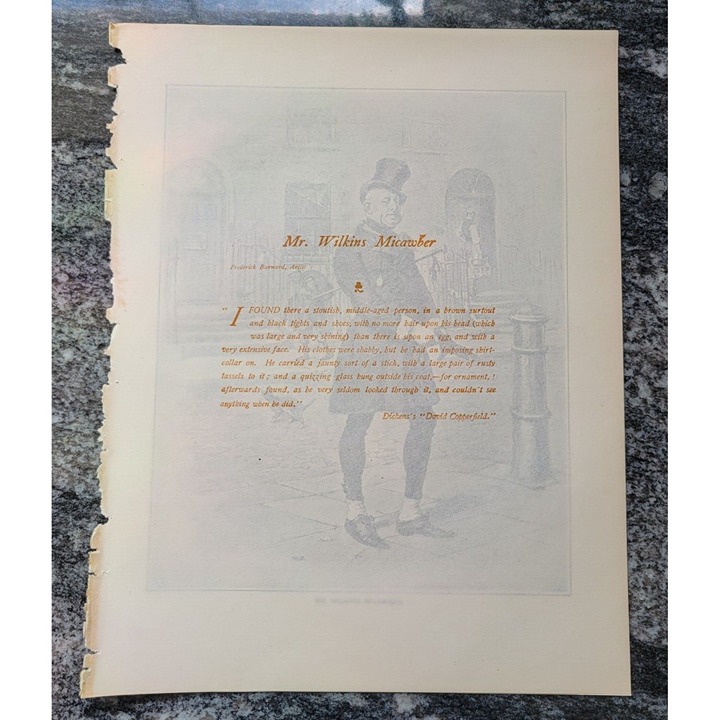 Mr. Wilkins Micawber
Frederick Barnard, Artist
"I FOUND there a stoutish, middle-aged person, in a brown surtout
and black tights and shoes, with no more hair upon his head (which
was large and very shining) than there is upon an egg, and with a
very extensive face. His clothes were shabby, but he had an imposing shirt-
collar on. He carried a jaunty sort of a stick, with a large pair of rusty
tassels to it; and a quizzing glass hung outside his coat,—for ornament, I
afterwards found, as he very seldom looked through it, and couldn't see
anything when he did."
Dickens's "David Copperfield."